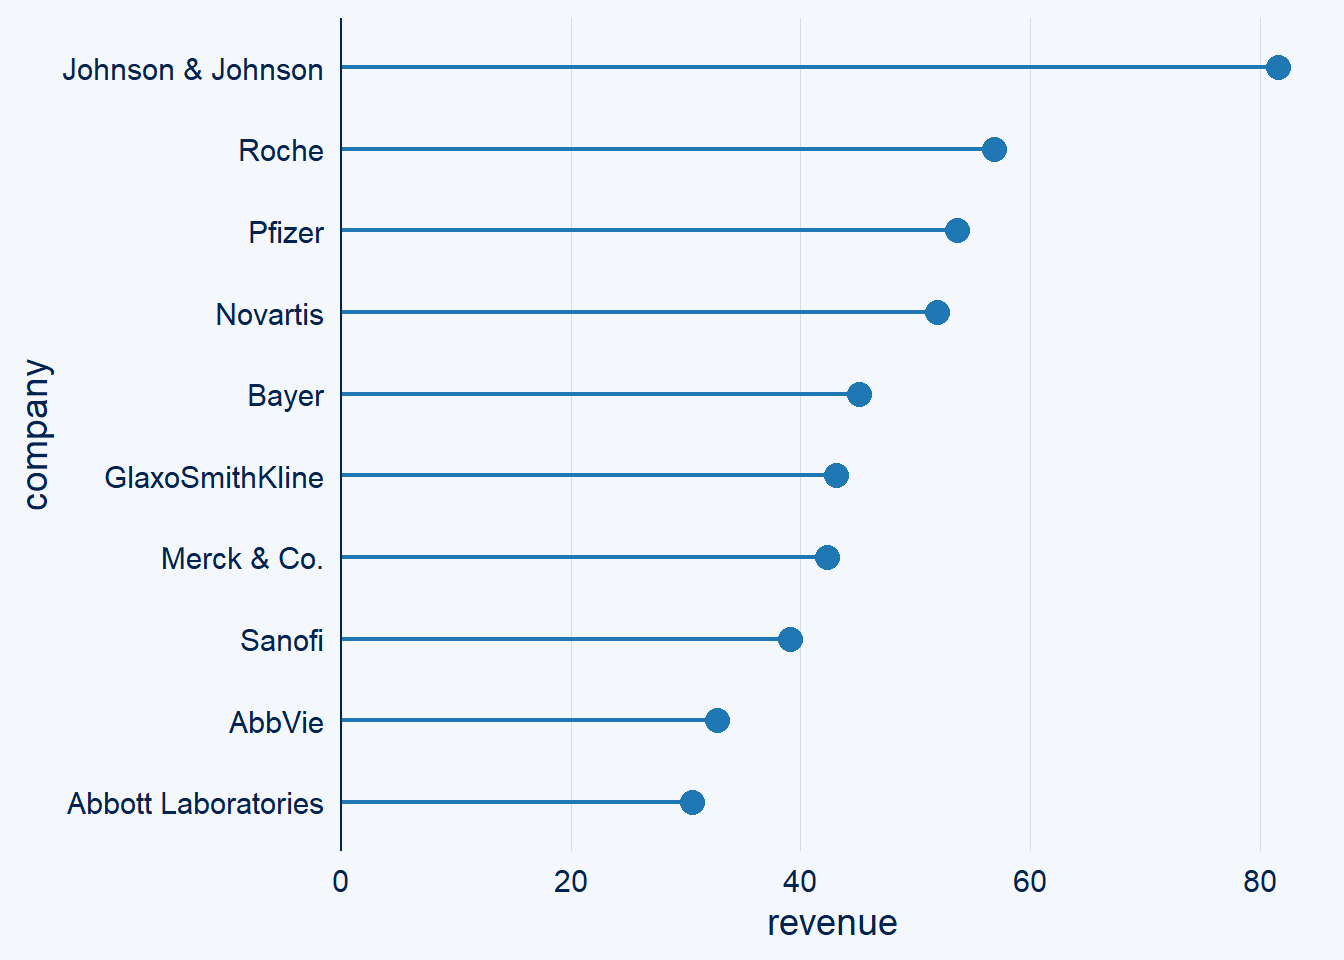 Johnson & Johnson
Roche
Pfizer
Novartis
Bayer
GlaxoSmithKline
Merck & Co.
Sanofi
AbbVie
Abbott Laboratories
company
0 20 40 60 80
revenue